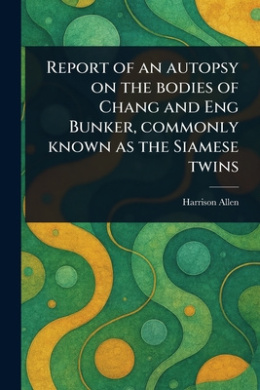 Report of an autopsy
on the bodies of
Chang and Eng
Bunker, commonly
known as the Siamese
twins
Harrison Allen